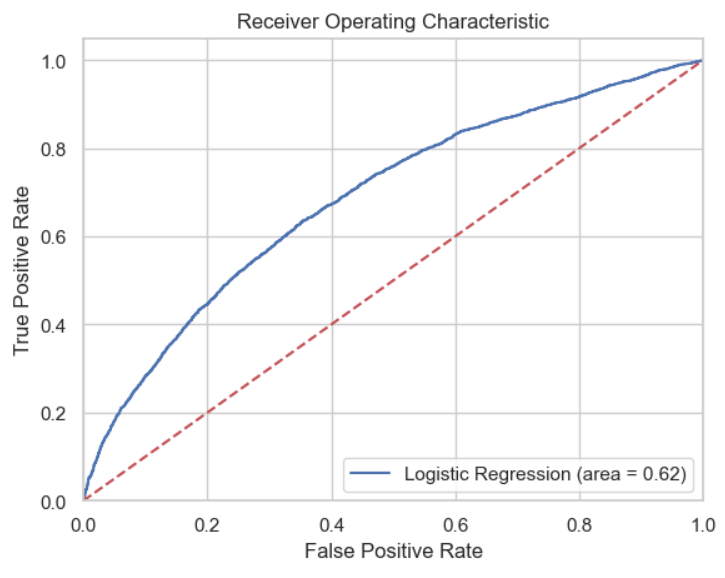 Receiver Operating Characteristic
1.0
0.8
0.6
0.4
0.2
0.0
True Positive Rate
Logistic Regression (area = 0.62)
0.0 0.2 0.4 0.6 0.8 1.0
False Positive Rate